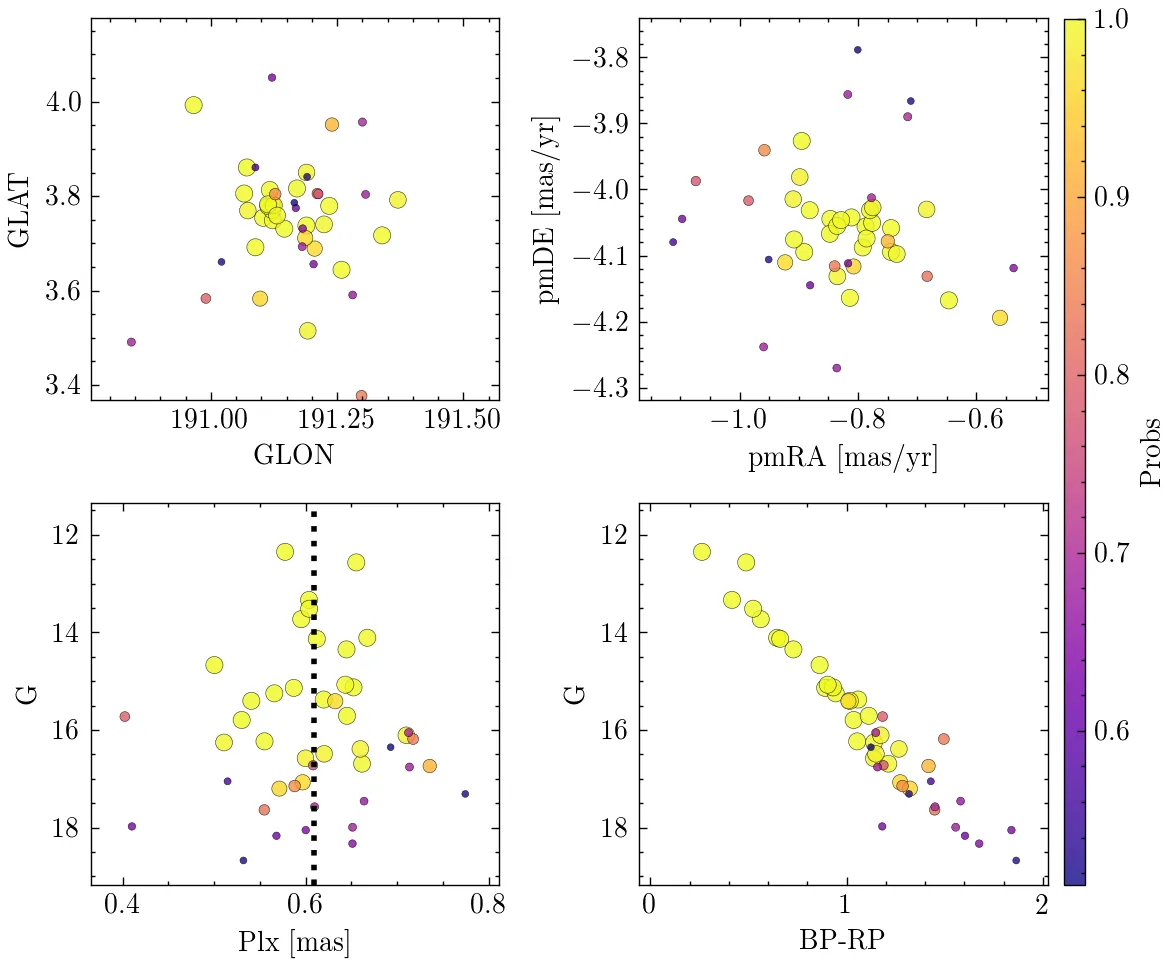 4.0
3.8
3.6
3.4
GLAT
191.00 191.25 191.50
GLON
−3.8
−3.9
−4.0
−4.1
−4.2
−4.3
pmDE [mas/yr]
−1.0 −0.8 −0.6
pmRA [mas/yr]
1.0
0.9
0.8
0.7
0.6
Probs
12
14
16
18
G
0.4 0.6 0.8
Plx [mas]
12
14
16
18
G
0 1 2
BP-RP